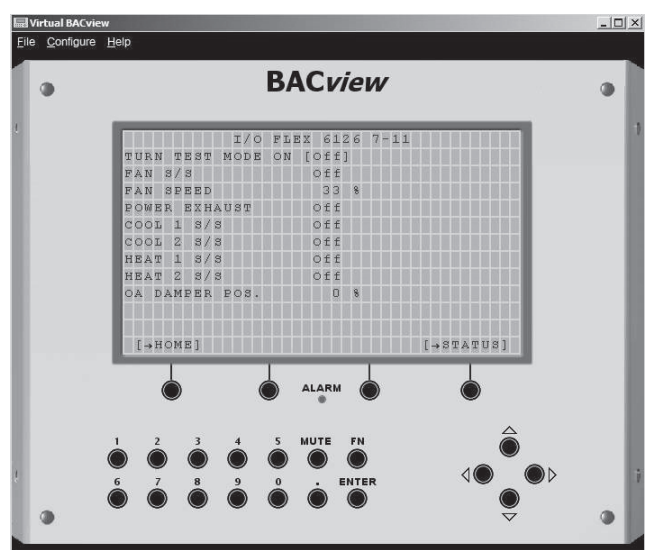 Virtual BACview
File Configure Help
BACview
I/O FLEX 6126 7-11
TURN TEST MODE ON [Off]
FAN S/S Off
FAN SPEED 33 %
POWER EXHAUST Off
COOL 1 S/S Off
COOL 2 S/S Off
HEAT 1 S/S Off
HEAT 2 S/S Off
OA DAMPER POS. 0 %
[→HOME] [→STATUS]
ALARM
1 2 3 4 5 MUTE FN
6 7 8 9 0 . ENTER